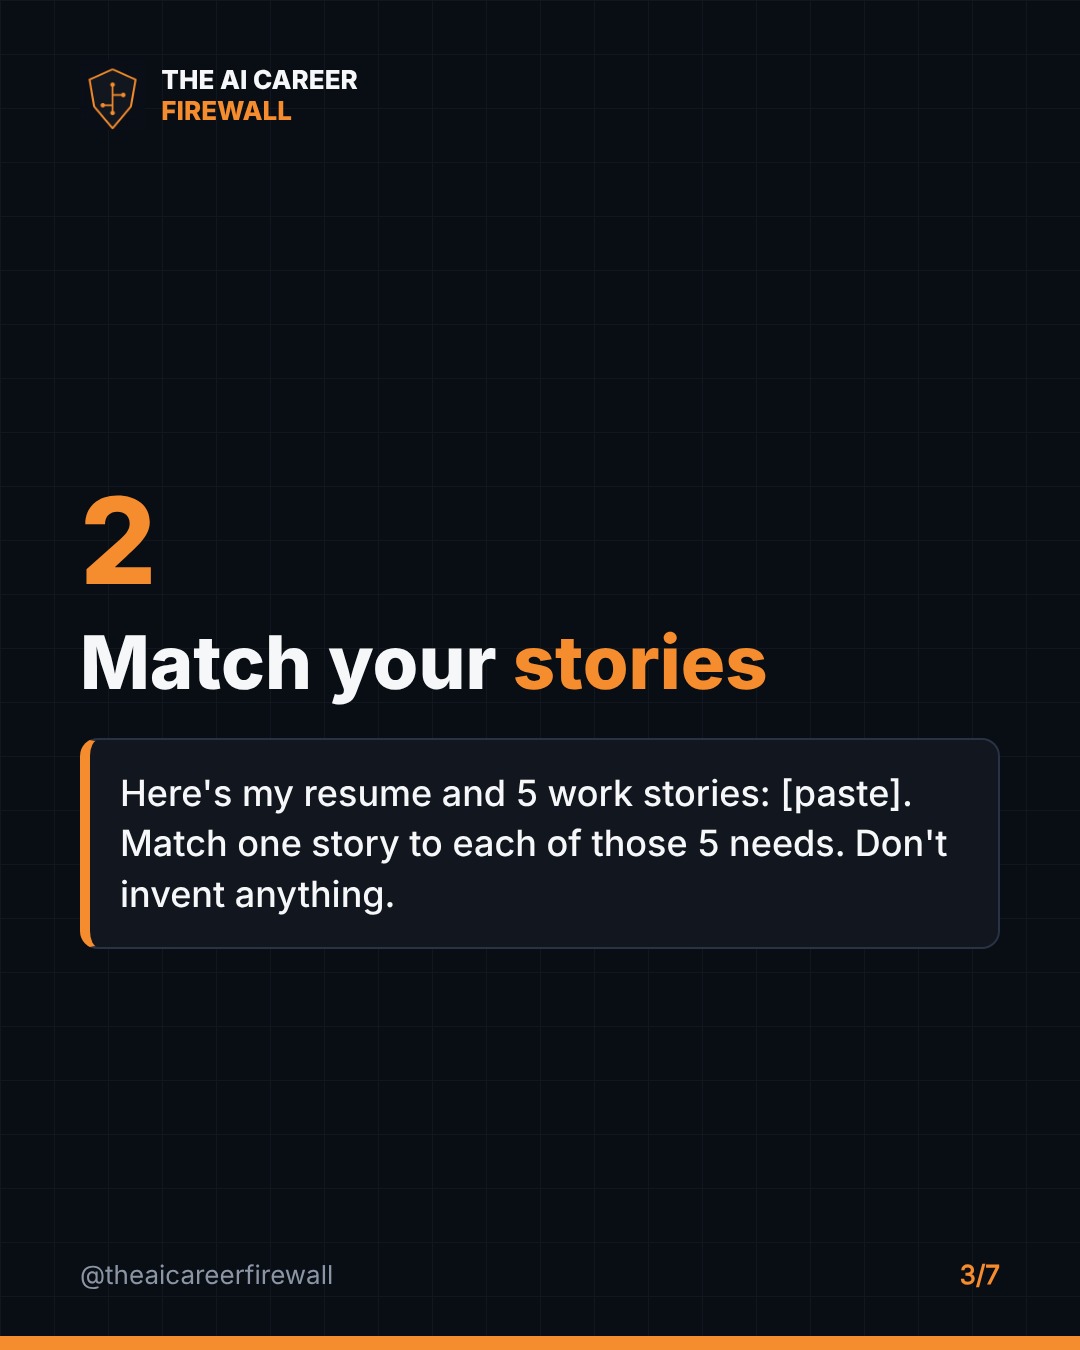 THE AI CAREER
FIREWALL
2
Match your stories
Here's my resume and 5 work stories: [paste].
Match one story to each of those 5 needs. Don't
invent anything.
@theaicareerfirewall
3/7